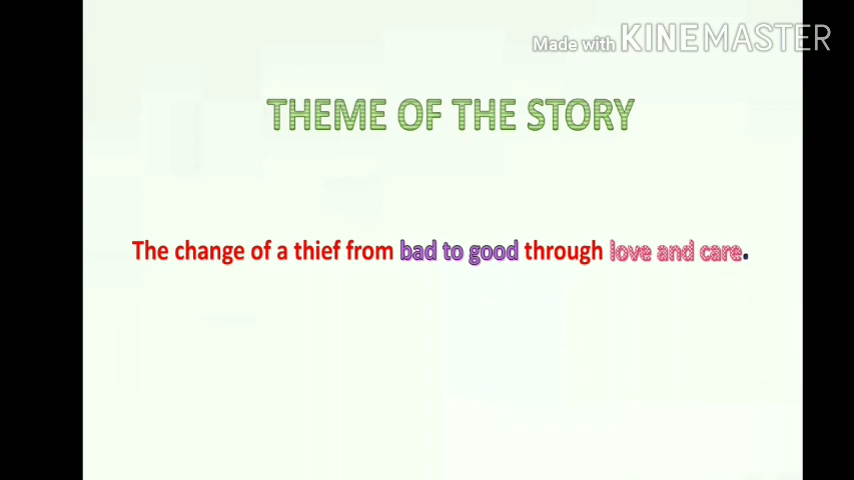 Made with KINEMASTER
THEME OF THE STORY
The change of a thief from bad to good through love and care.